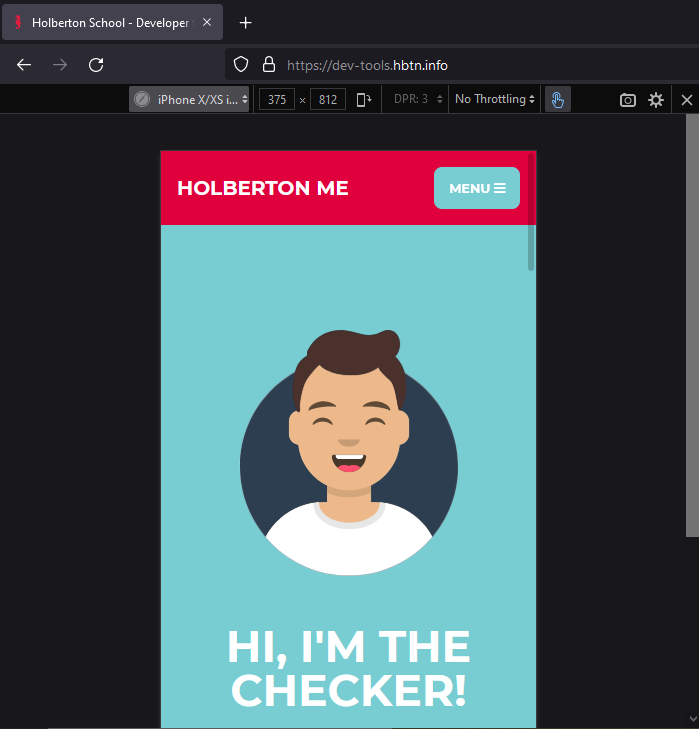 Holberton School - Developer
https://dev-tools.hbtn.info
iPhone X/XS i... 375 × 812 DPR: 3 No Throttling
HOLBERTON ME
MENU
HI, I'M THE
CHECKER!